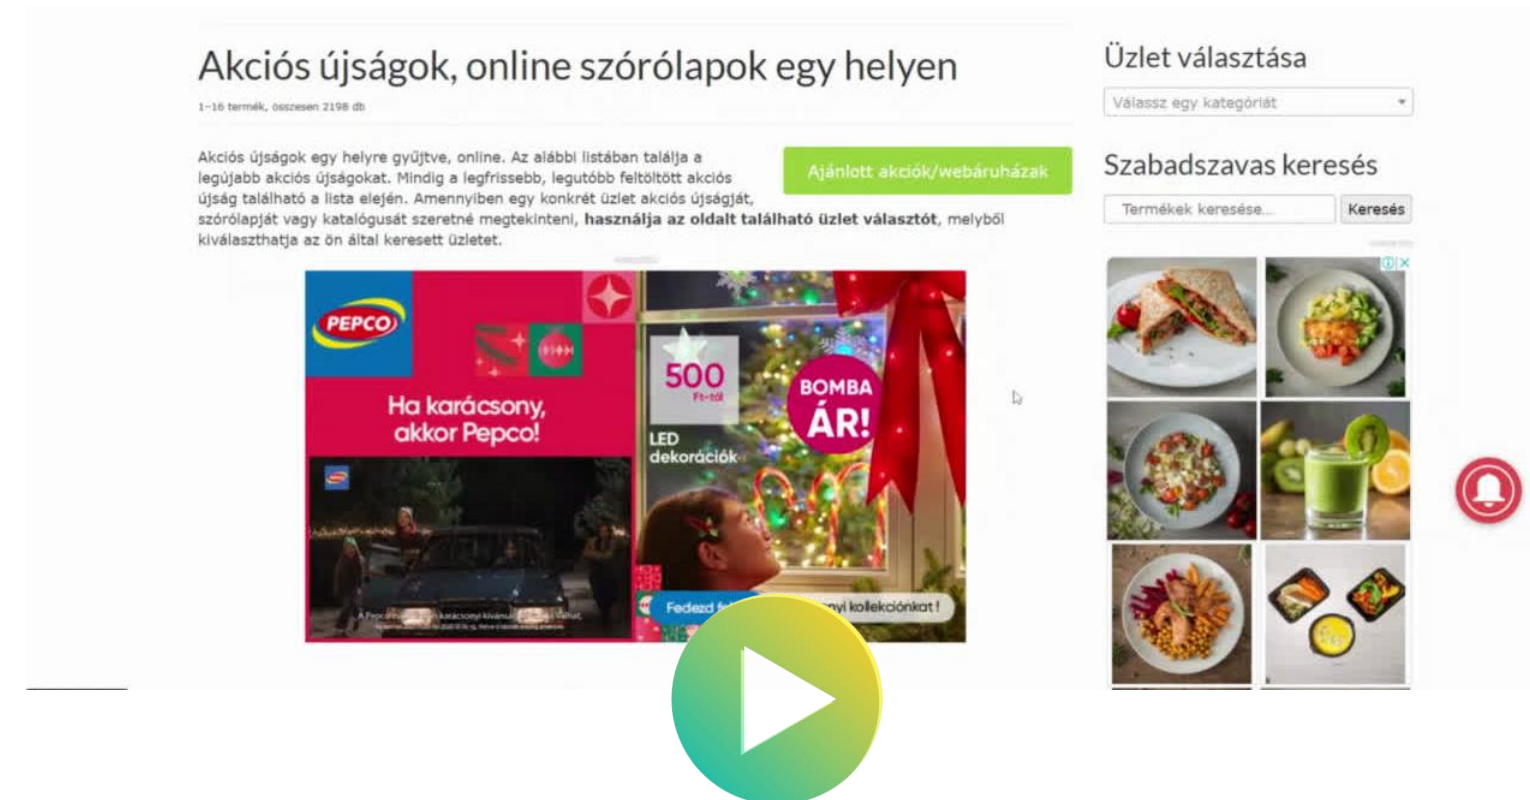 Akciós újságok, online szórólapok egy helyen
1–16 termék, összesen 2198 db
Akciós újságok egy helyre gyűjtve, online. Az alábbi listában találja a
legújabb akciós újságokat. Mindig a legfrissebb, legutóbb feltöltött akciós
újság található a lista elején. Amennyiben egy konkrét üzlet akciós újságját,
szórólapját vagy katalógusát szeretné megtekinteni, használja az oldalt található üzlet választót, melyből
kiválaszthatja az ön által keresett üzletet.
Ajánlott akciók/webáruházak
PEPCO
Ha karácsony,
akkor Pepco!
500
Ft-tól
LED
dekorációk
BOMBA
ÁR!
Fedezd
kollekciónkat!
Üzlet választása
Válassz egy kategóriát
Szabadszavas keresés
Termékek keresése...
Keresés